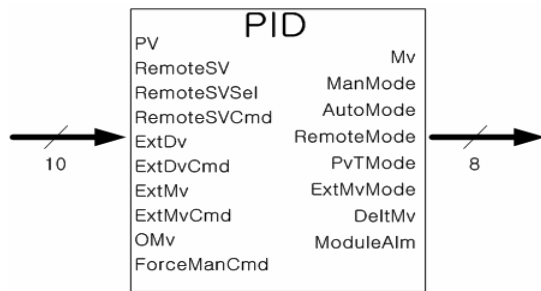 PID
PV
RemoteSV
RemoteSVSel
RemoteSVCmd
ExtDv
ExtDvCmd
ExtMv
ExtMvCmd
OMv
ForceManCmd
Mv
ManMode
AutoMode
RemoteMode
PvTMode
ExtMvMode
DeltMv
ModuleAlm
10
8